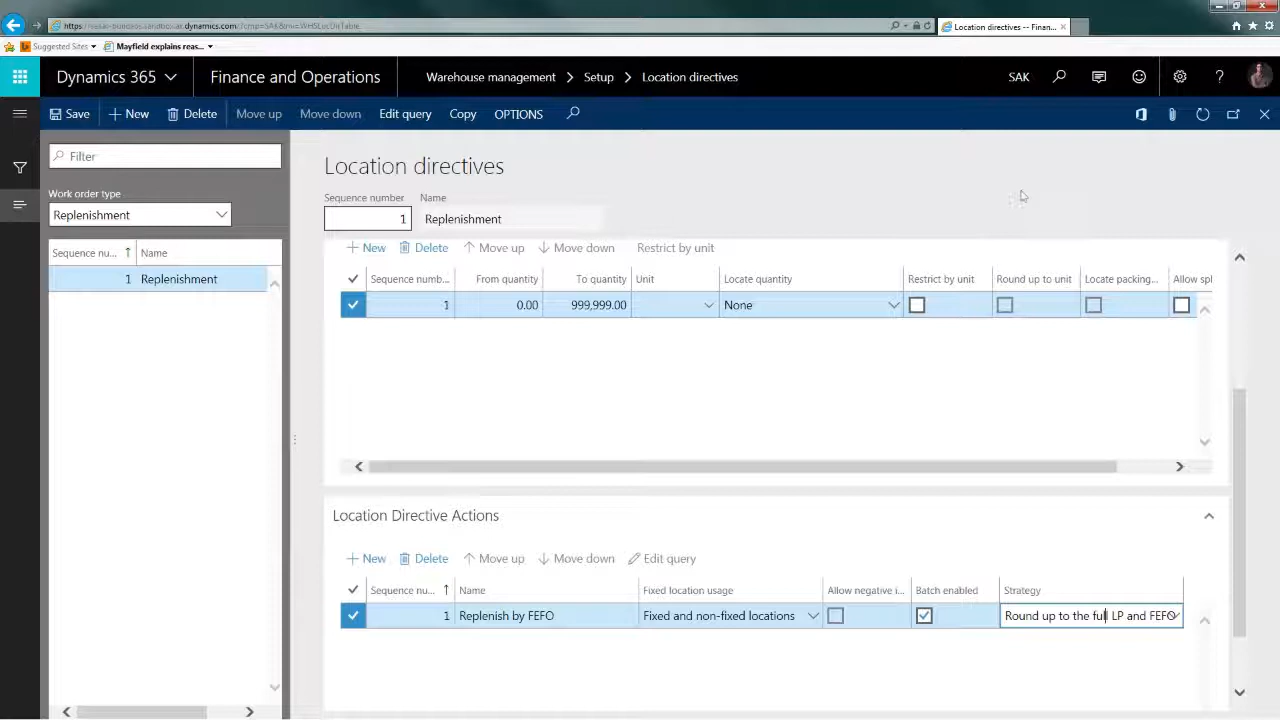 dynamics.com
Location directives -- Finan...
Suggested Sites
Mayfield explains reas...
Dynamics 365
Finance and Operations
Warehouse management > Setup > Location directives
SAK
?
Save
New
Delete
Move up
Move down
Edit query
Copy
OPTIONS
Filter
Work order type
Replenishment
Sequence nu... Name
1 Replenishment
Location directives
Sequence number Name
1 Replenishment
New Delete Move up Move down Restrict by unit
Sequence numb... From quantity To quantity Unit Locate quantity Restrict by unit Round up to unit Locate packing... Allow spl
1 0.00 999,999.00 None
Location Directive Actions
New Delete Move up Move down Edit query
Sequence nu... Name Fixed location usage Allow negative i... Batch enabled Strategy
1 Replenish by FEFO Fixed and non-fixed locations Round up to the full LP and FEFO